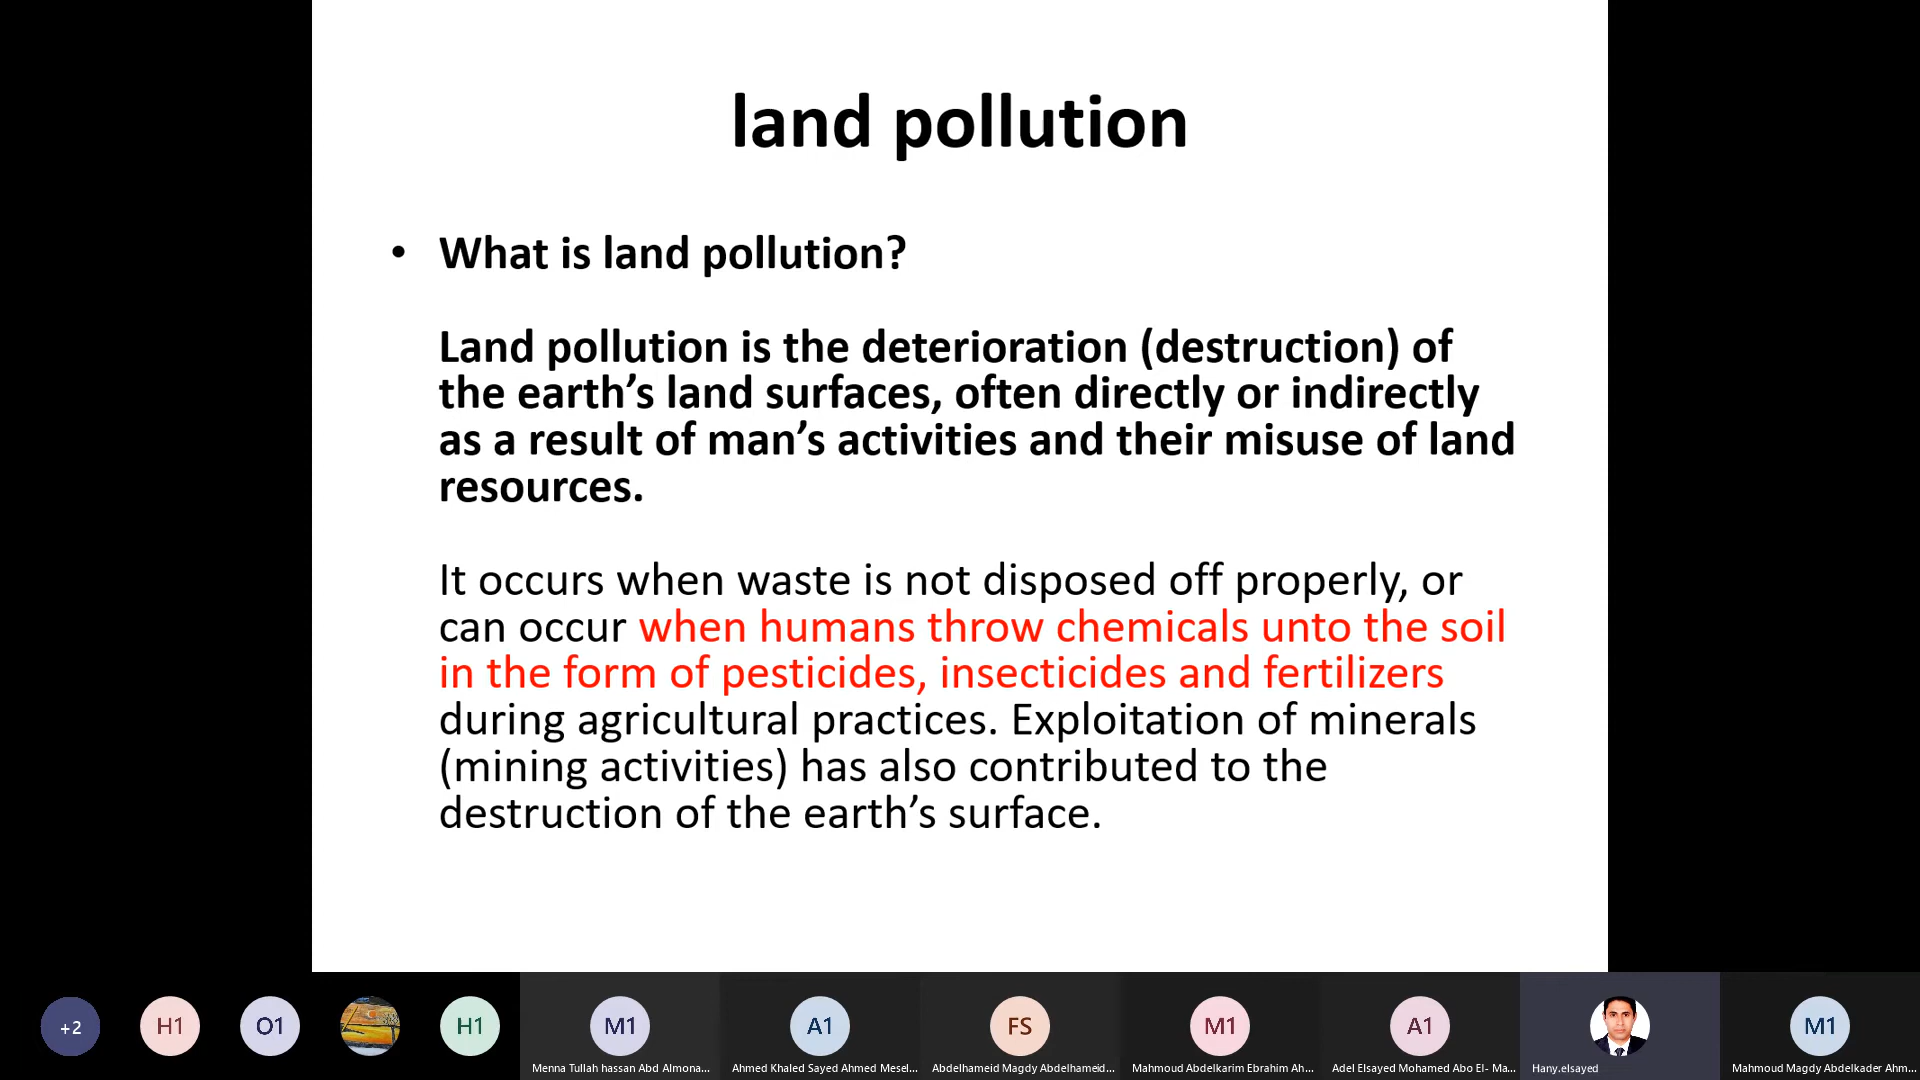 land pollution
• What is land pollution?
Land pollution is the deterioration (destruction) of
the earth’s land surfaces, often directly or indirectly
as a result of man’s activities and their misuse of land
resources.
It occurs when waste is not disposed off properly, or
can occur when humans throw chemicals unto the soil
in the form of pesticides, insecticides and fertilizers
during agricultural practices. Exploitation of minerals
(mining activities) has also contributed to the
destruction of the earth’s surface.
+2 H1 O1 H1 M1 A1 FS M1 A1 M1
Menna Tullah hassan Abd Almona... Ahmed Khaled Sayed Ahmed Mesel... Abdelhameid Magdy Abdelhameid... Mahmoud Abdelkarim Ebrahim Ah... Adel Elsayed Mohamed Abo El- Ma... Hany.elsayed Mahmoud Magdy Abdelkader Ahm...